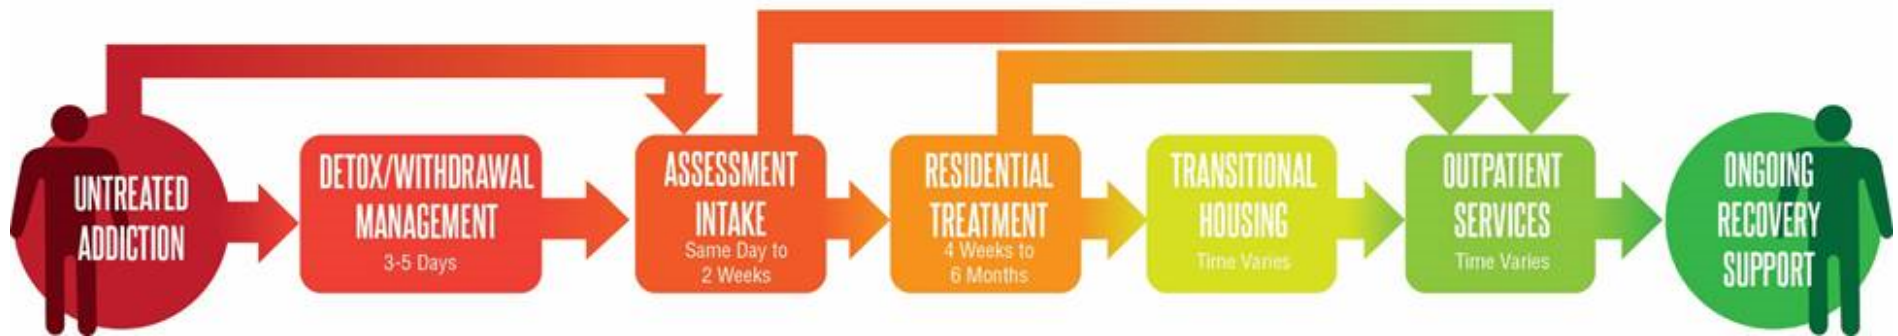 UNTREATED
ADDICTION
DETOX/WITHDRAWAL
MANAGEMENT
3-5 Days
ASSESSMENT
INTAKE
Same Day to
2 Weeks
RESIDENTIAL
TREATMENT
4 Weeks to
6 Months
TRANSITIONAL
HOUSING
Time Varies
OUTPATIENT
SERVICES
Time Varies
ONGOING
RECOVERY
SUPPORT